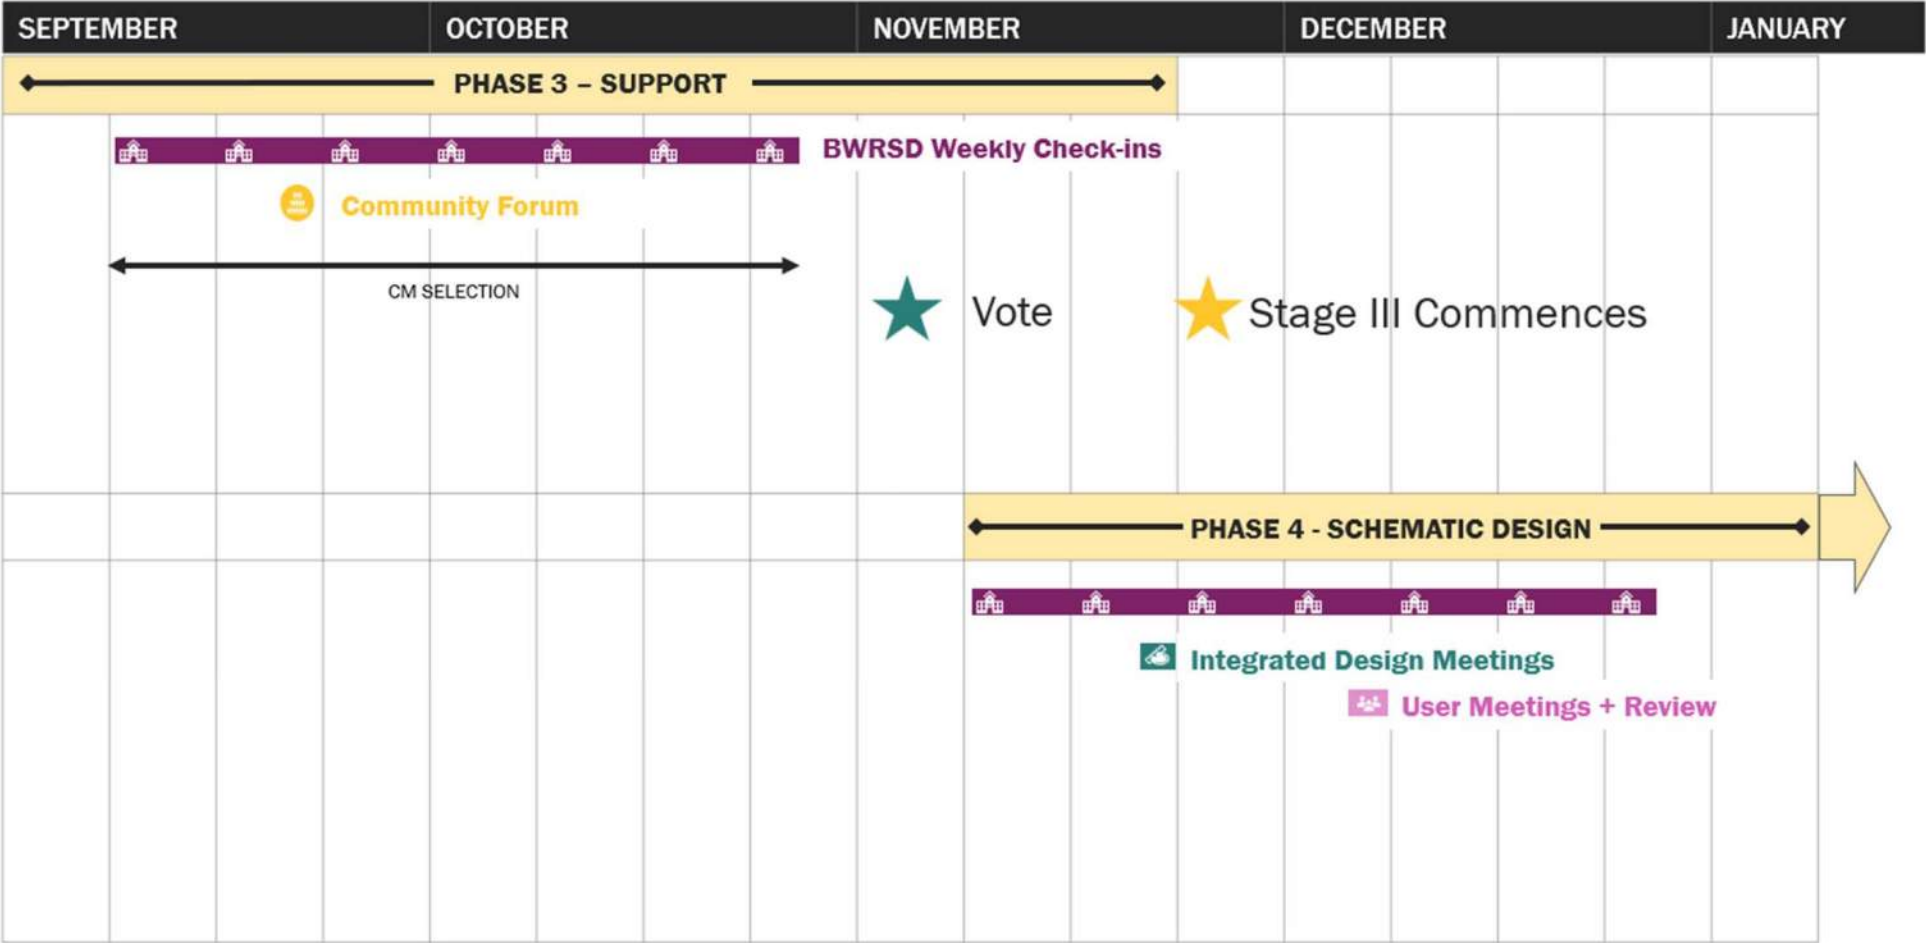 SEPTEMBER OCTOBER NOVEMBER DECEMBER JANUARY
PHASE 3 – SUPPORT
BWRSD Weekly Check-ins
Community Forum
CM SELECTION
Vote
Stage III Commences
PHASE 4 - SCHEMATIC DESIGN
Integrated Design Meetings
User Meetings + Review